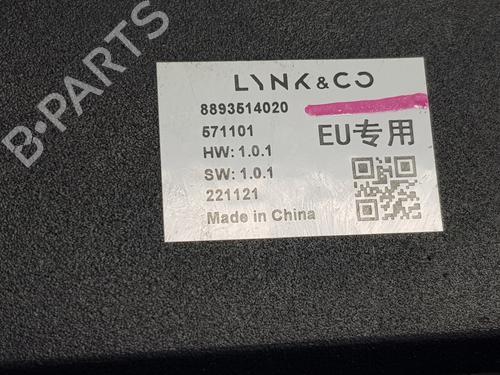 B-PARTS
LYNK&CO
8893514020
571101
EU专用
HW: 1.0.1
SW: 1.0.1
221121
Made in China